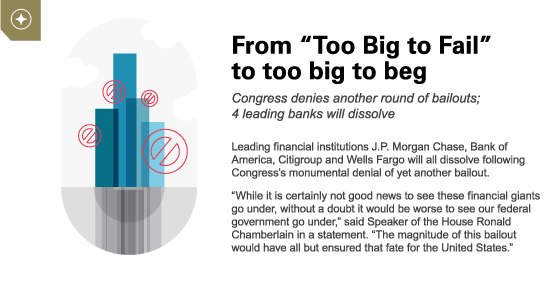 From “Too Big to Fail”
to too big to beg
Congress denies another round of bailouts;
4 leading banks will dissolve
Leading financial institutions J.P. Morgan Chase, Bank of
America, Citigroup and Wells Fargo will all dissolve following
Congress’s monumental denial of yet another bailout.
“While it is certainly not good news to see these financial giants
go under, without a doubt it would be worse to see our federal
government go under,” said Speaker of the House Ronald
Chamberlain in a statement. “The magnitude of this bailout
would have all but ensured that fate for the United States.”